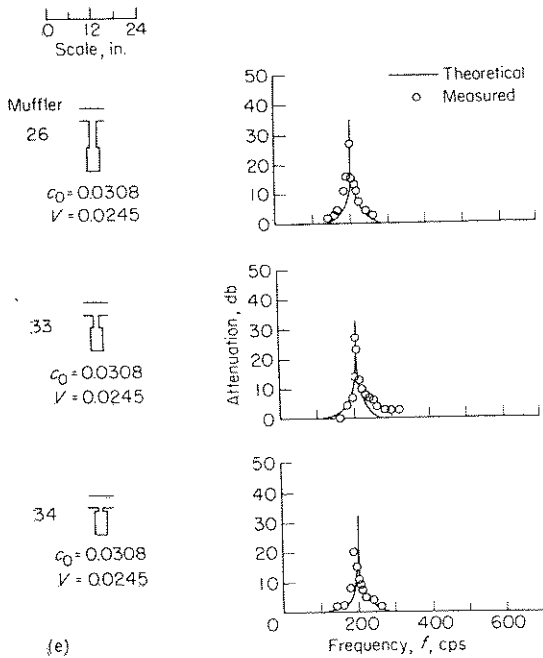 0 12 24
Scale, in.
Muffler
26
c0 = 0.0308
V = 0.0245
50
40
30
20
10
0
Theoretical
Measured
33
c0 = 0.0308
V = 0.0245
50
40
30
20
10
0
Attenuation, db
34
c0 = 0.0308
V = 0.0245
50
40
30
20
10
0 200 400 600
Frequency, f, cps
(e)